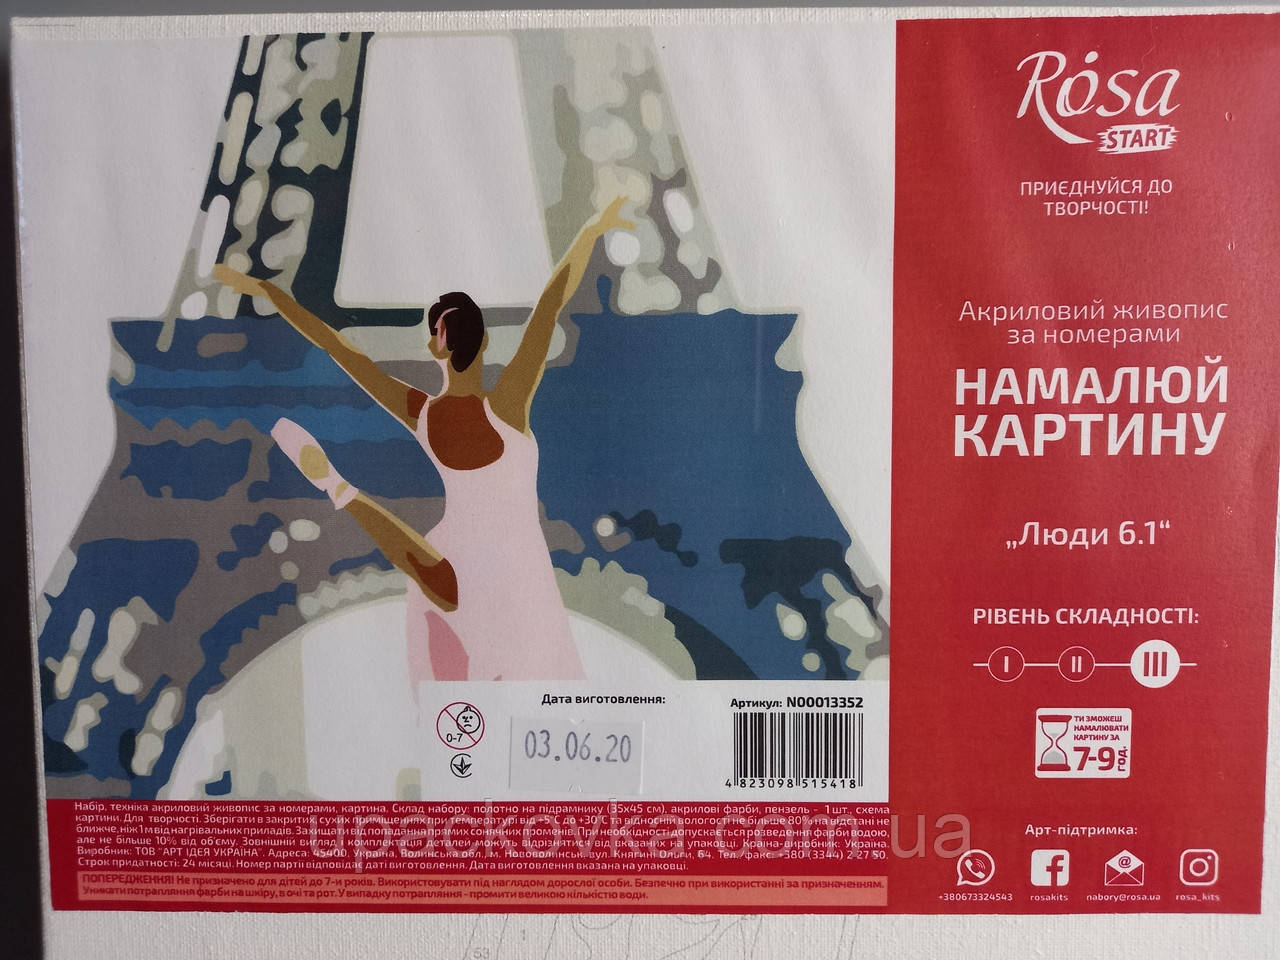 Rósa
START
ПРИЄДНУЙСЯ ДО
ТВОРЧОСТІ!
Акриловий живопис
за номерами
НАМАЛЮЙ
КАРТИНУ
„Люди 6.1“
РІВЕНЬ СКЛАДНОСТІ:
I II III
ТИ ЗМОЖЕШ
НАМАЛЮВАТИ
КАРТИНУ ЗА
7-9 год.
Арт-підтримка:
+380673324543 rosakits nabory@rosa.ua rosa_kits
Дата виготовлення:
03.06.20
0-7
Артикул: N00013352
4 823098 515418
Набір, техніка акриловий живопис за номерами, картина. Склад набору: полотно на підрамнику (35х45 см), акрилові фарби, пензель - 1 шт., схема
картини. Для творчості. Зберігати в закритих сухих приміщеннях при температурі від +5 С до +30 С та відносній вологості не більше 80% на відстані не
ближче, ніж 1 м від нагрівальних приладів. Захищати від попадання прямих сонячних променів. При необхідності допускається розведення фарби водою,
але не більше 10% від об'єму. Зовнішній вигляд і комплектація можуть відрізнятися від вказаних на упаковці. Країна-виробник: Україна.
Виробник: ТОВ "АРТ ІДЕЯ УКРАЇНА". Адреса: 45400, Україна, Волинська обл., м. Нововолинськ, вул. Княгині Ольги, 64. Тел./факс: +380 (3344) 2 27 50.
Строк придатності: 24 місяці. Номер партії відповідає даті виготовлення. Дата виготовлення вказана на упаковці.
ПОПЕРЕДЖЕННЯ! Не призначено для дітей до 7-и років. Використовувати під наглядом дорослої особи. Безпечно при використанні за призначенням.
Уникати потрапляння фарби на шкіру, в очі та рот. У випадку потрапляння - промити великою кількістю води.
upackovka.com.ua
53
28